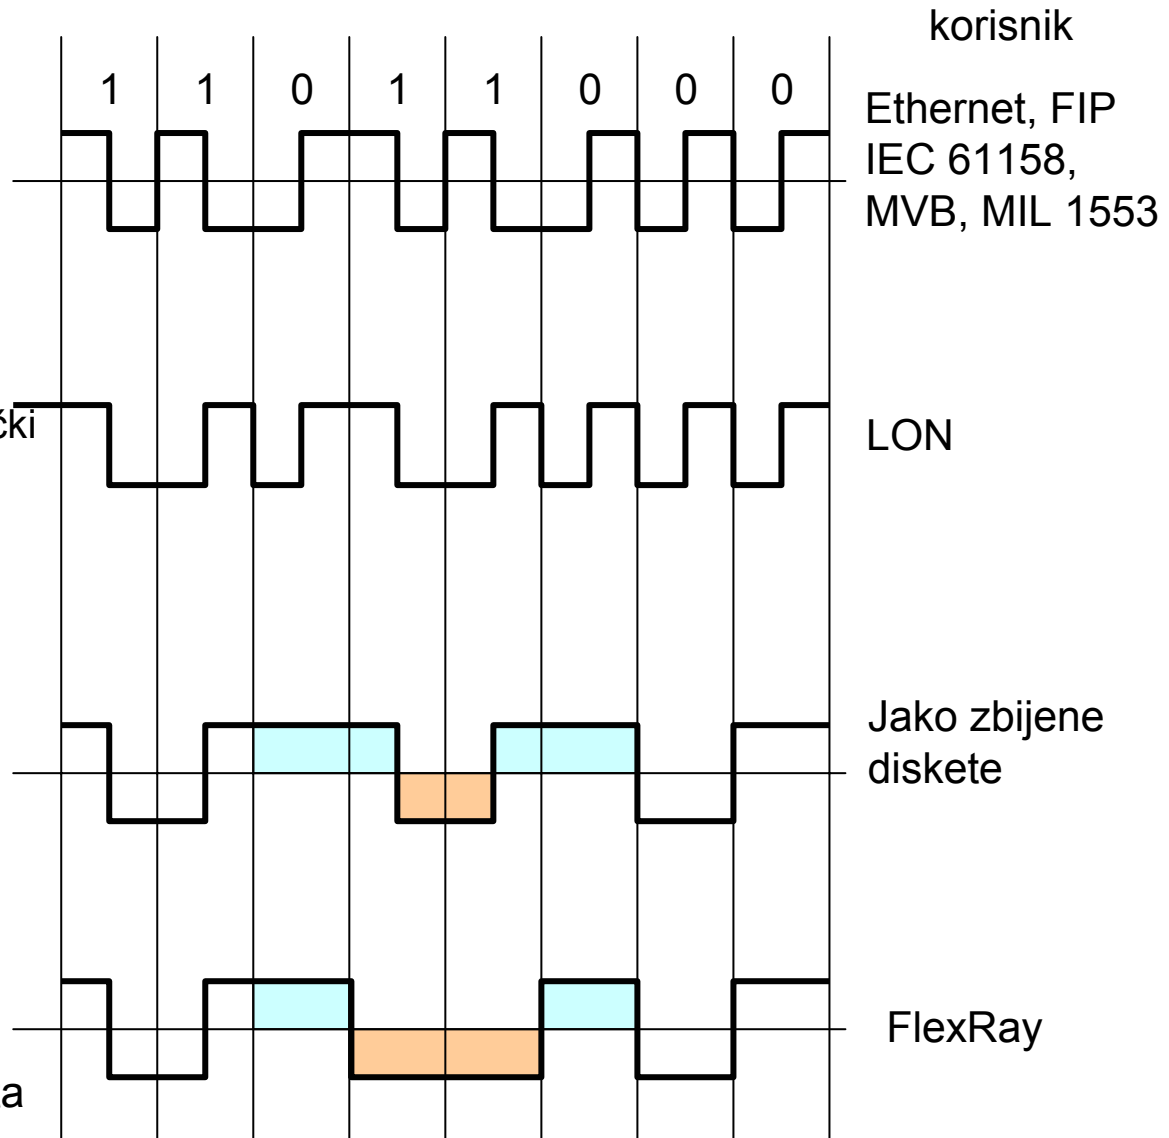 korisnik
1 1 0 1 1 0 0 0
Ethernet, FIP
IEC 61158,
MVB, MIL 1553
LON
Jako zbijene
diskete
FlexRay